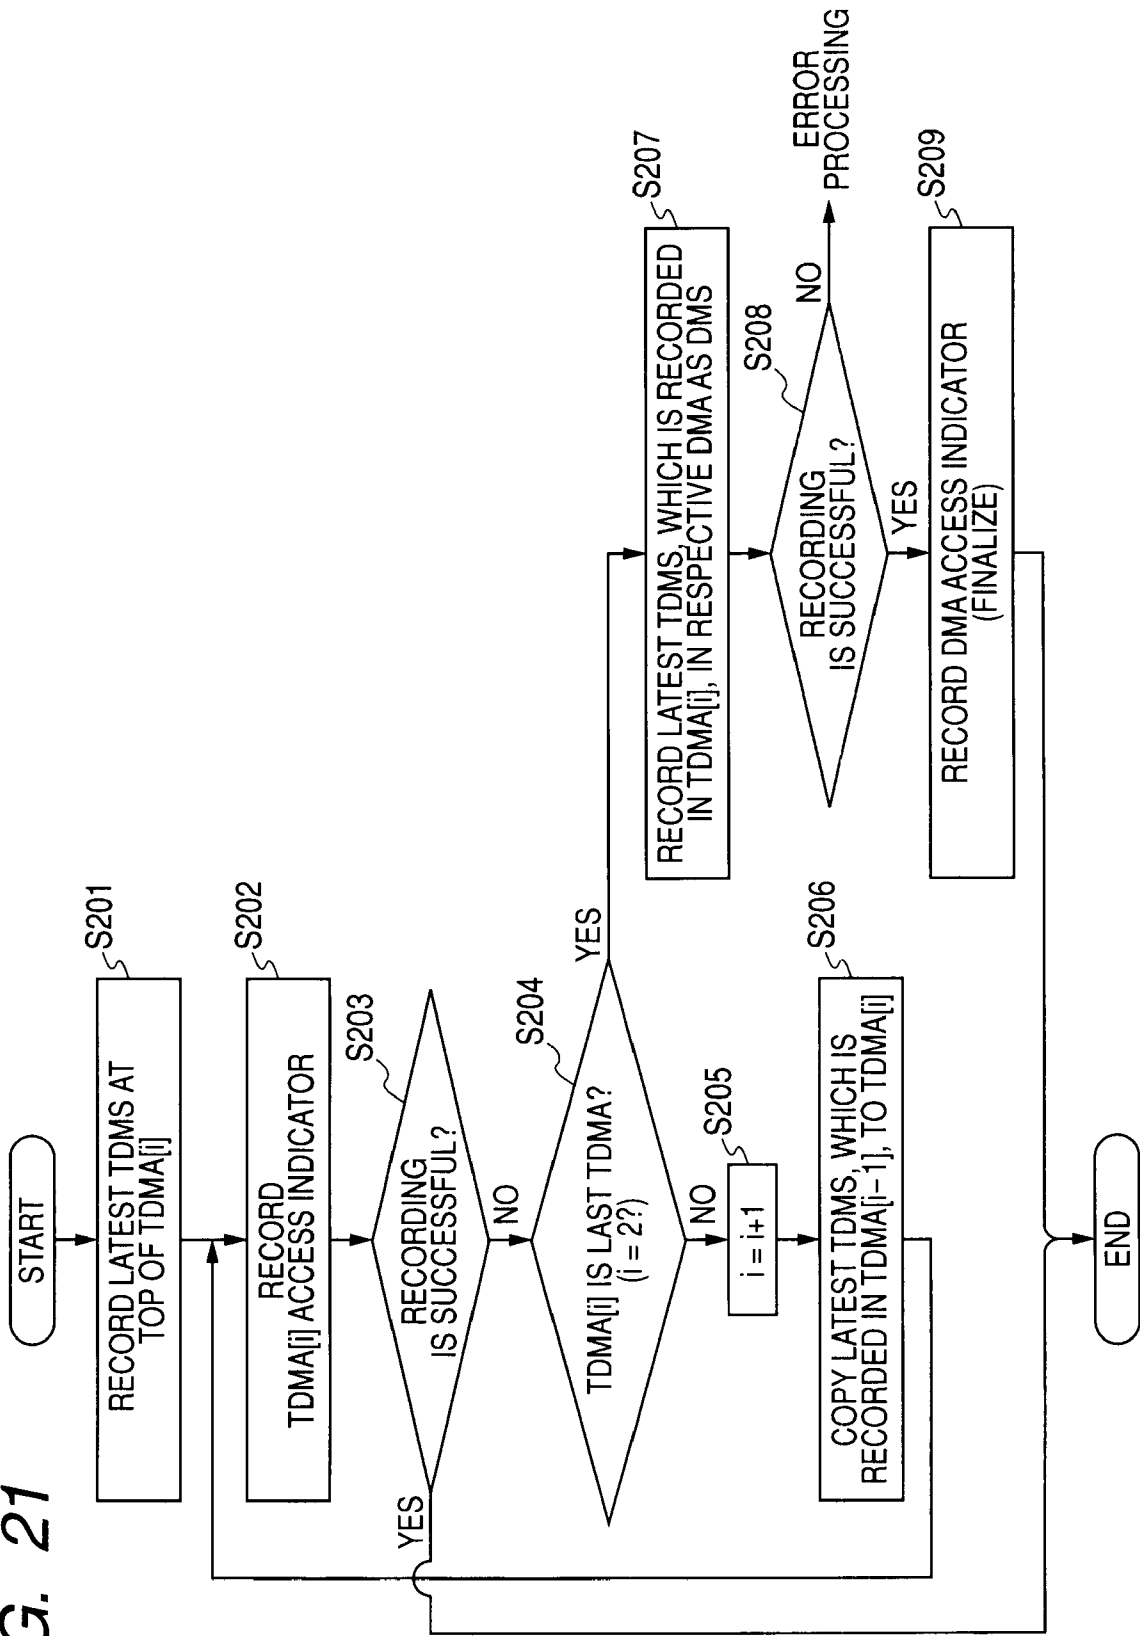 G. 21
START
RECORD LATEST TDMS AT
TOP OF TDMA[i]
S201
RECORD
TDMA[i] ACCESS INDICATOR
S202
RECORDING
IS SUCCESSFUL?
S203
YES
NO
TDMA[i] IS LAST TDMA?
(i = 2?)
S204
YES
NO
i = i+1
S205
COPY LATEST TDMS, WHICH IS
RECORDED IN TDMA[i-1], TO TDMA[i]
S206
RECORD LATEST TDMS, WHICH IS RECORDED
IN TDMA[i], IN RESPECTIVE DMA AS DMS
S207
RECORDING
IS SUCCESSFUL?
S208
NO
ERROR
PROCESSING
YES
RECORD DMA ACCESS INDICATOR
(FINALIZE)
S209
END